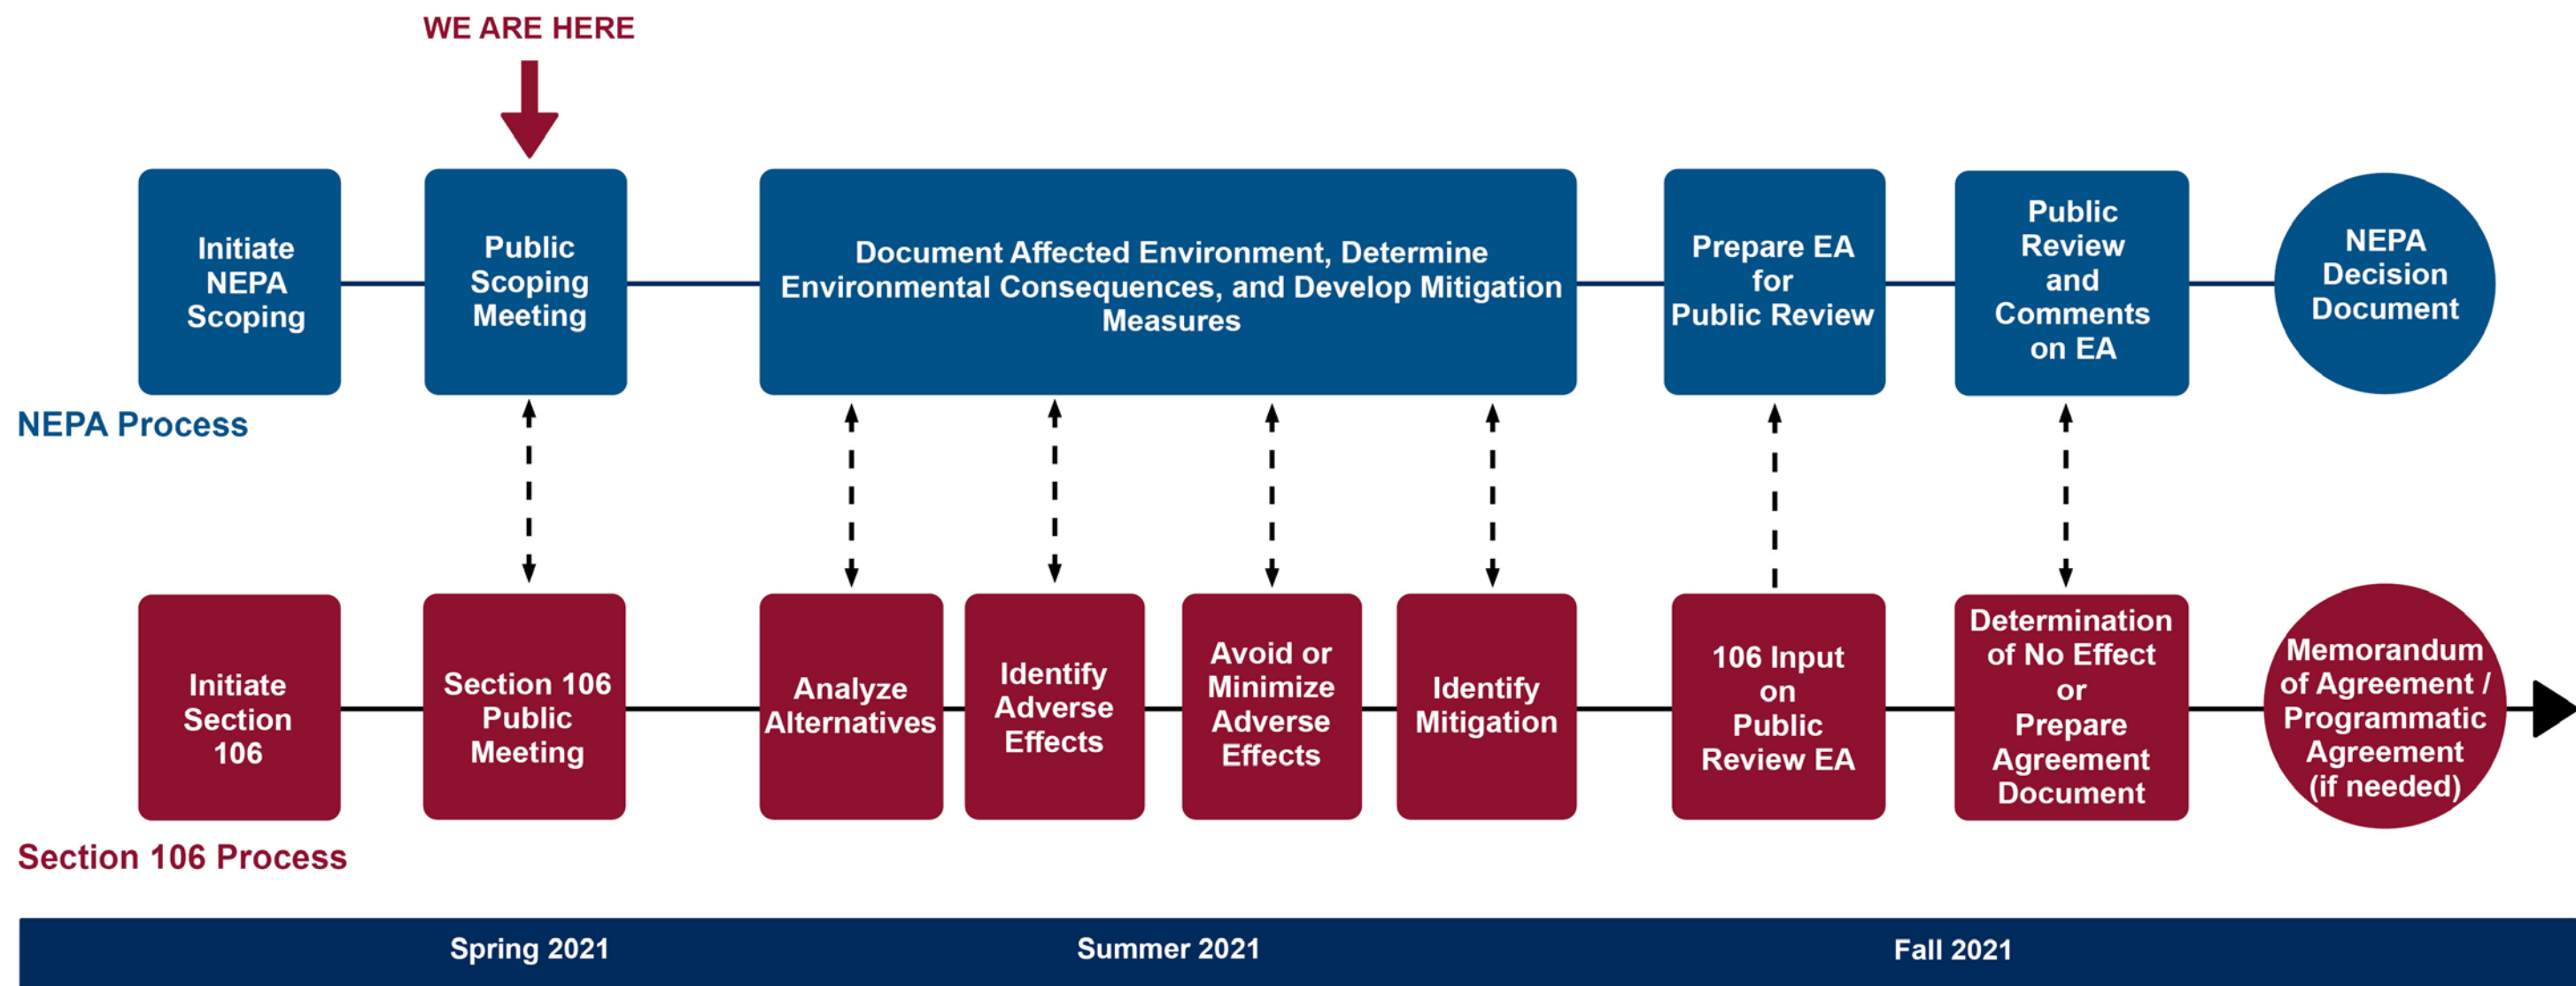 WE ARE HERE
Initiate
NEPA
Scoping
Public
Scoping
Meeting
Document Affected Environment, Determine
Environmental Consequences, and Develop Mitigation
Measures
Prepare EA
for
Public Review
Public
Review
and
Comments
on EA
NEPA
Decision
Document
NEPA Process
Initiate
Section
106
Section 106
Public
Meeting
Analyze
Alternatives
Identify
Adverse
Effects
Avoid or
Minimize
Adverse
Effects
Identify
Mitigation
106 Input
on
Public
Review EA
Determination
of No Effect
or
Prepare
Agreement
Document
Memorandum
of Agreement /
Programmatic
Agreement
(if needed)
Section 106 Process
Spring 2021
Summer 2021
Fall 2021